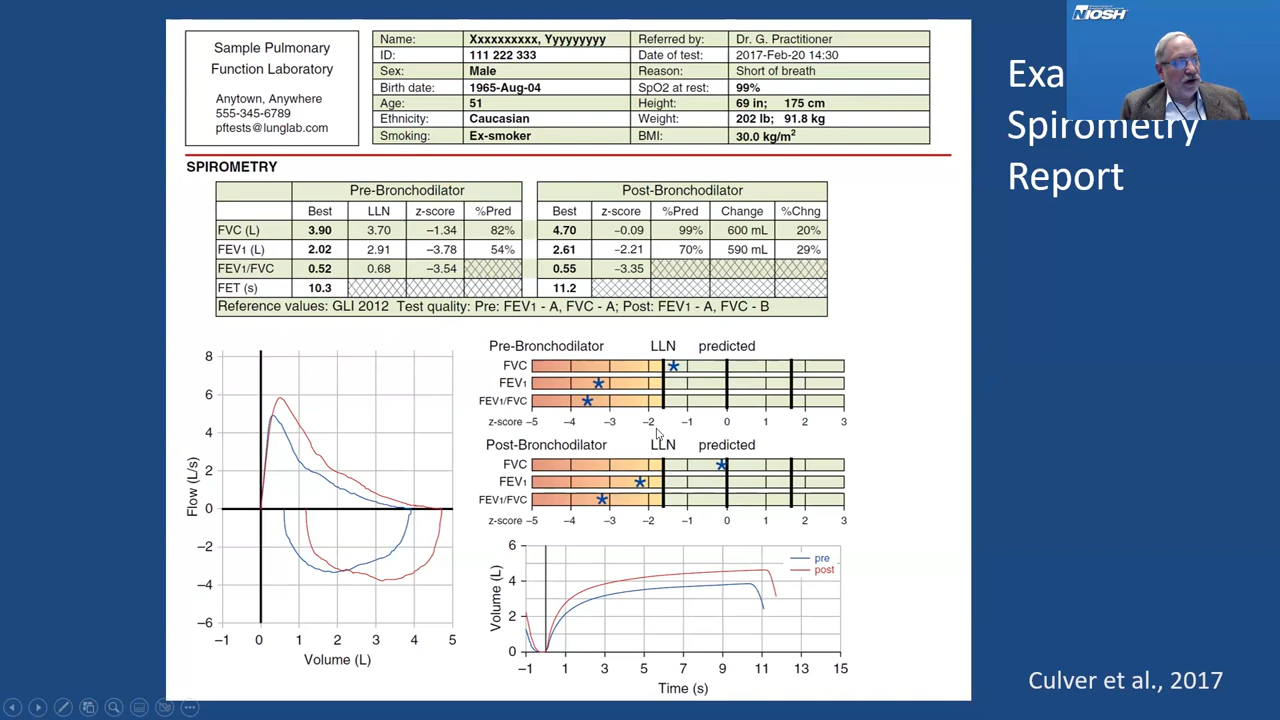 NIOSH
Exa
Spirometry
Report
Sample Pulmonary
Function Laboratory
Anytown, Anywhere
555-345-6789
pftests@lunglab.com
Name: Xxxxxxxxxx, Yyyyyyyyy Referred by: Dr. G. Practitioner
ID: 111 222 333 Date of test: 2017-Feb-20 14:30
Sex: Male Reason: Short of breath
Birth date: 1965-Aug-04 SpO2 at rest: 99%
Age: 51 Height: 69 in; 175 cm
Ethnicity: Caucasian Weight: 202 lb; 91.8 kg
Smoking: Ex-smoker BMI: 30.0 kg/m²
SPIROMETRY
Pre-Bronchodilator Post-Bronchodilator
Best LLN z-score %Pred Best z-score %Pred Change %Chng
FVC (L) 3.90 3.70 −1.34 82% 4.70 −0.09 99% 600 mL 20%
FEV1 (L) 2.02 2.91 −3.78 54% 2.61 −2.21 70% 590 mL 29%
FEV1/FVC 0.52 0.68 −3.54 0.55 −3.35
FET (s) 10.3 11.2
Reference values: GLI 2012 Test quality: Pre: FEV1 - A, FVC - A; Post: FEV1 - A, FVC - B
8
6
4
2
0
−2
−4
−6
Flow (L/s)
−1 0 1 2 3 4 5
Volume (L)
Pre-Bronchodilator LLN predicted
FVC
FEV1
FEV1/FVC
z-score −5 −4 −3 −2 −1 0 1 2 3
Post-Bronchodilator LLN predicted
FVC
FEV1
FEV1/FVC
z-score −5 −4 −3 −2 −1 0 1 2 3
6
4
2
0
Volume (L)
pre
post
−1 1 3 5 7 9 11 13 15
Time (s)
Culver et al., 2017